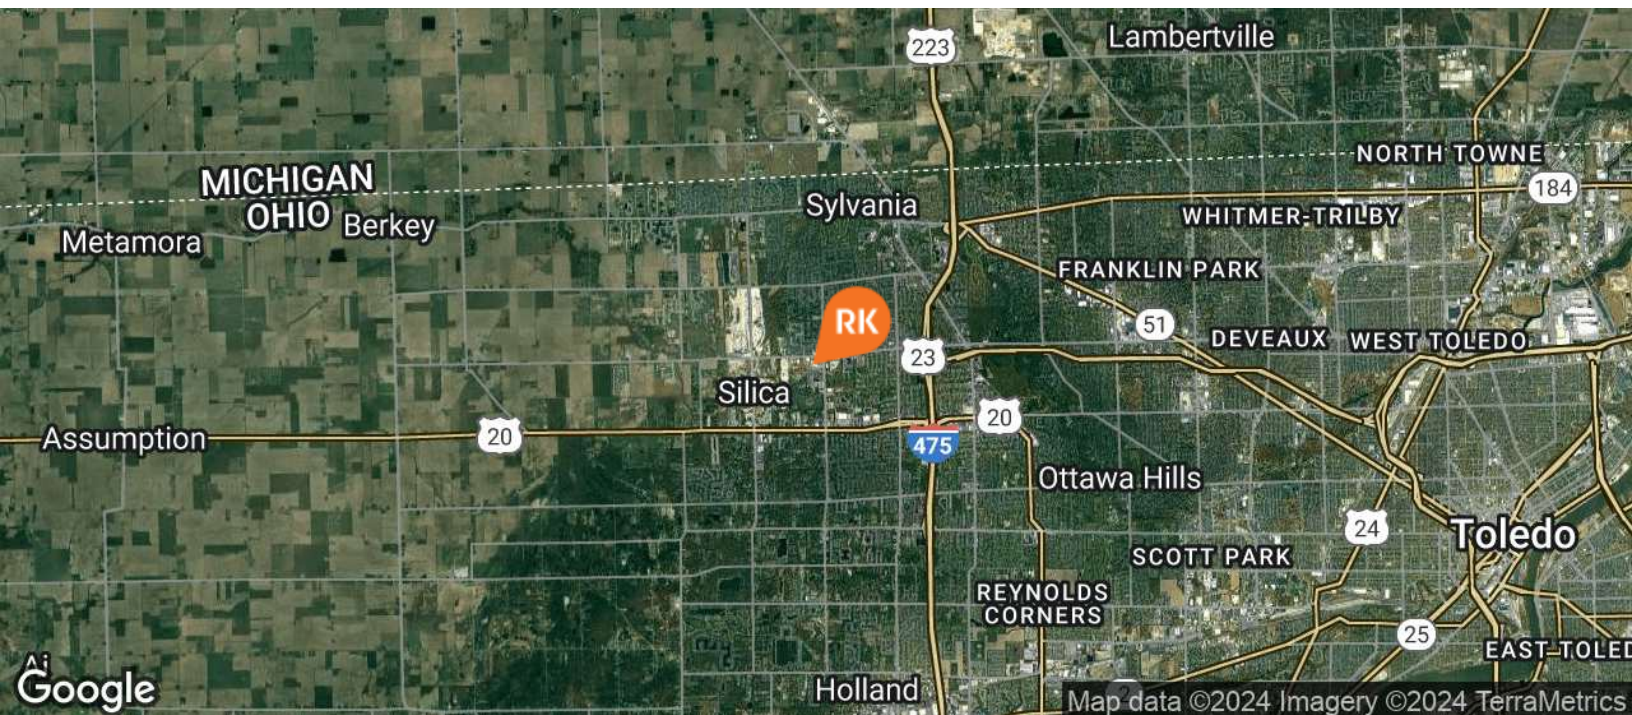 223
Lambertville
NORTH TOWNE
MICHIGAN
184
OHIO
Berkey
Sylvania
WHITMER-TRILBY
Metamora
FRANKLIN PARK
RK
51
DEVEAUX
WEST TOLEDO
23
Silica
20
20
Assumption
475
Ottawa Hills
24
Toledo
SCOTT PARK
REYNOLDS
CORNERS
25
EAST TOLED
Google
Holland
Map data ©2024 Imagery ©2024 TerraMetrics